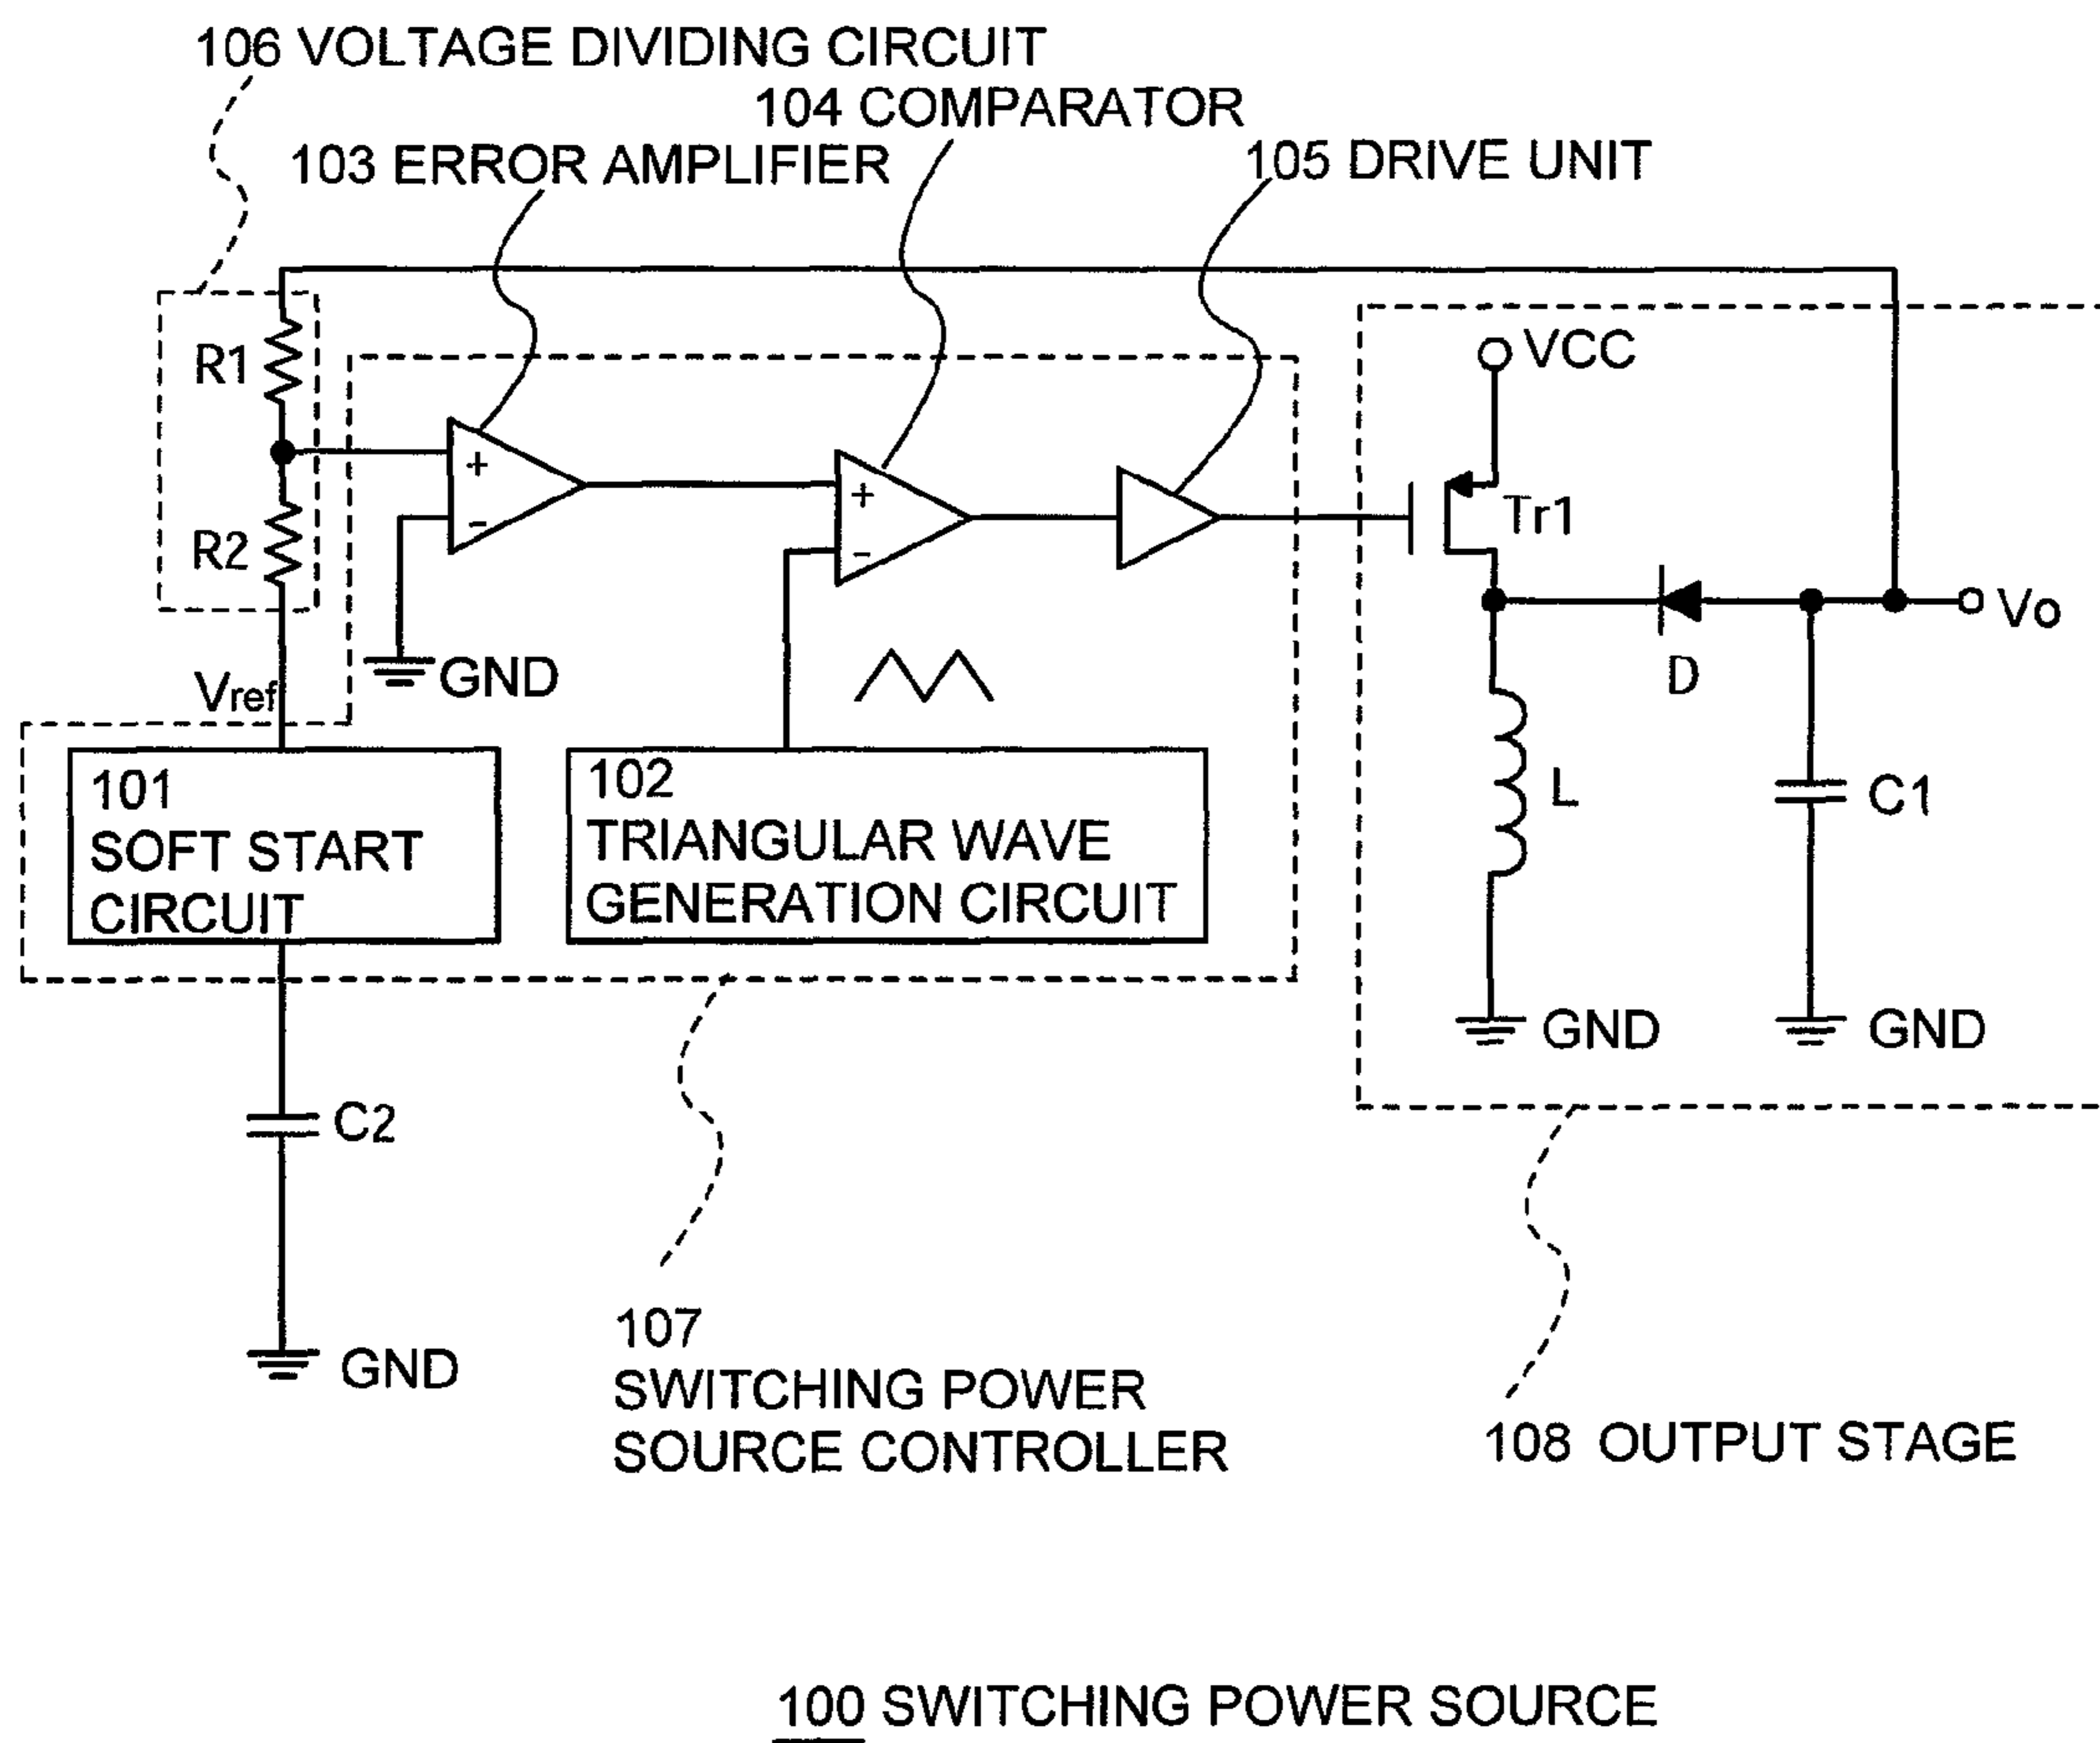 106 VOLTAGE DIVIDING CIRCUIT
104 COMPARATOR
103 ERROR AMPLIFIER
105 DRIVE UNIT
R1
+
-
R2
+
-
VCC
Tr1
Vo
D
GND
Vref
101
SOFT START
CIRCUIT
102
TRIANGULAR WAVE
GENERATION CIRCUIT
L
C1
GND
GND
C2
GND
107
SWITCHING POWER
SOURCE CONTROLLER
108 OUTPUT STAGE
100 SWITCHING POWER SOURCE